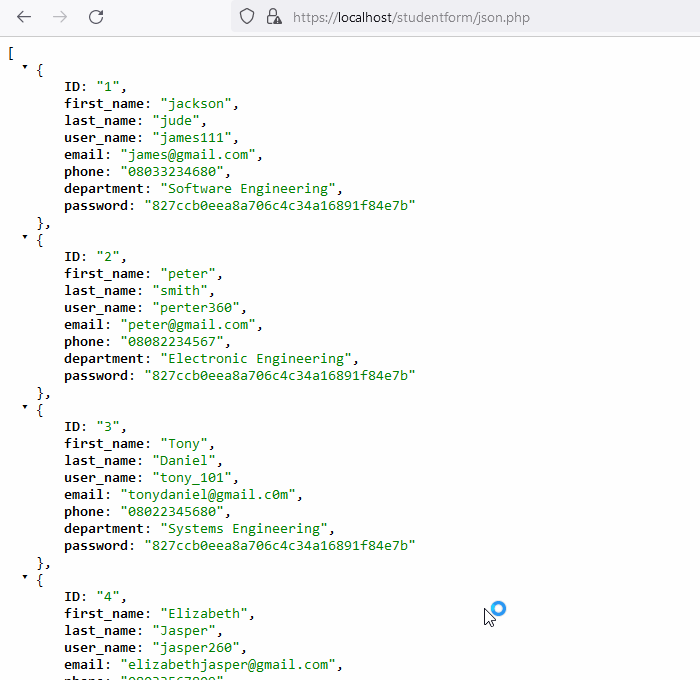 https://localhost/studentform/json.php
[
{
ID: "1",
first_name: "jackson",
last_name: "jude",
user_name: "james111",
email: "james@gmail.com",
phone: "08033234680",
department: "Software Engineering",
password: "827ccb0eea8a706c4c34a16891f84e7b"
},
{
ID: "2",
first_name: "peter",
last_name: "smith",
user_name: "perter360",
email: "peter@gmail.com",
phone: "08082234567",
department: "Electronic Engineering",
password: "827ccb0eea8a706c4c34a16891f84e7b"
},
{
ID: "3",
first_name: "Tony",
last_name: "Daniel",
user_name: "tony_101",
email: "tonydaniel@gmail.c0m",
phone: "08022345680",
department: "Systems Engineering",
password: "827ccb0eea8a706c4c34a16891f84e7b"
},
{
ID: "4",
first_name: "Elizabeth",
last_name: "Jasper",
user_name: "jasper260",
email: "elizabethjasper@gmail.com",